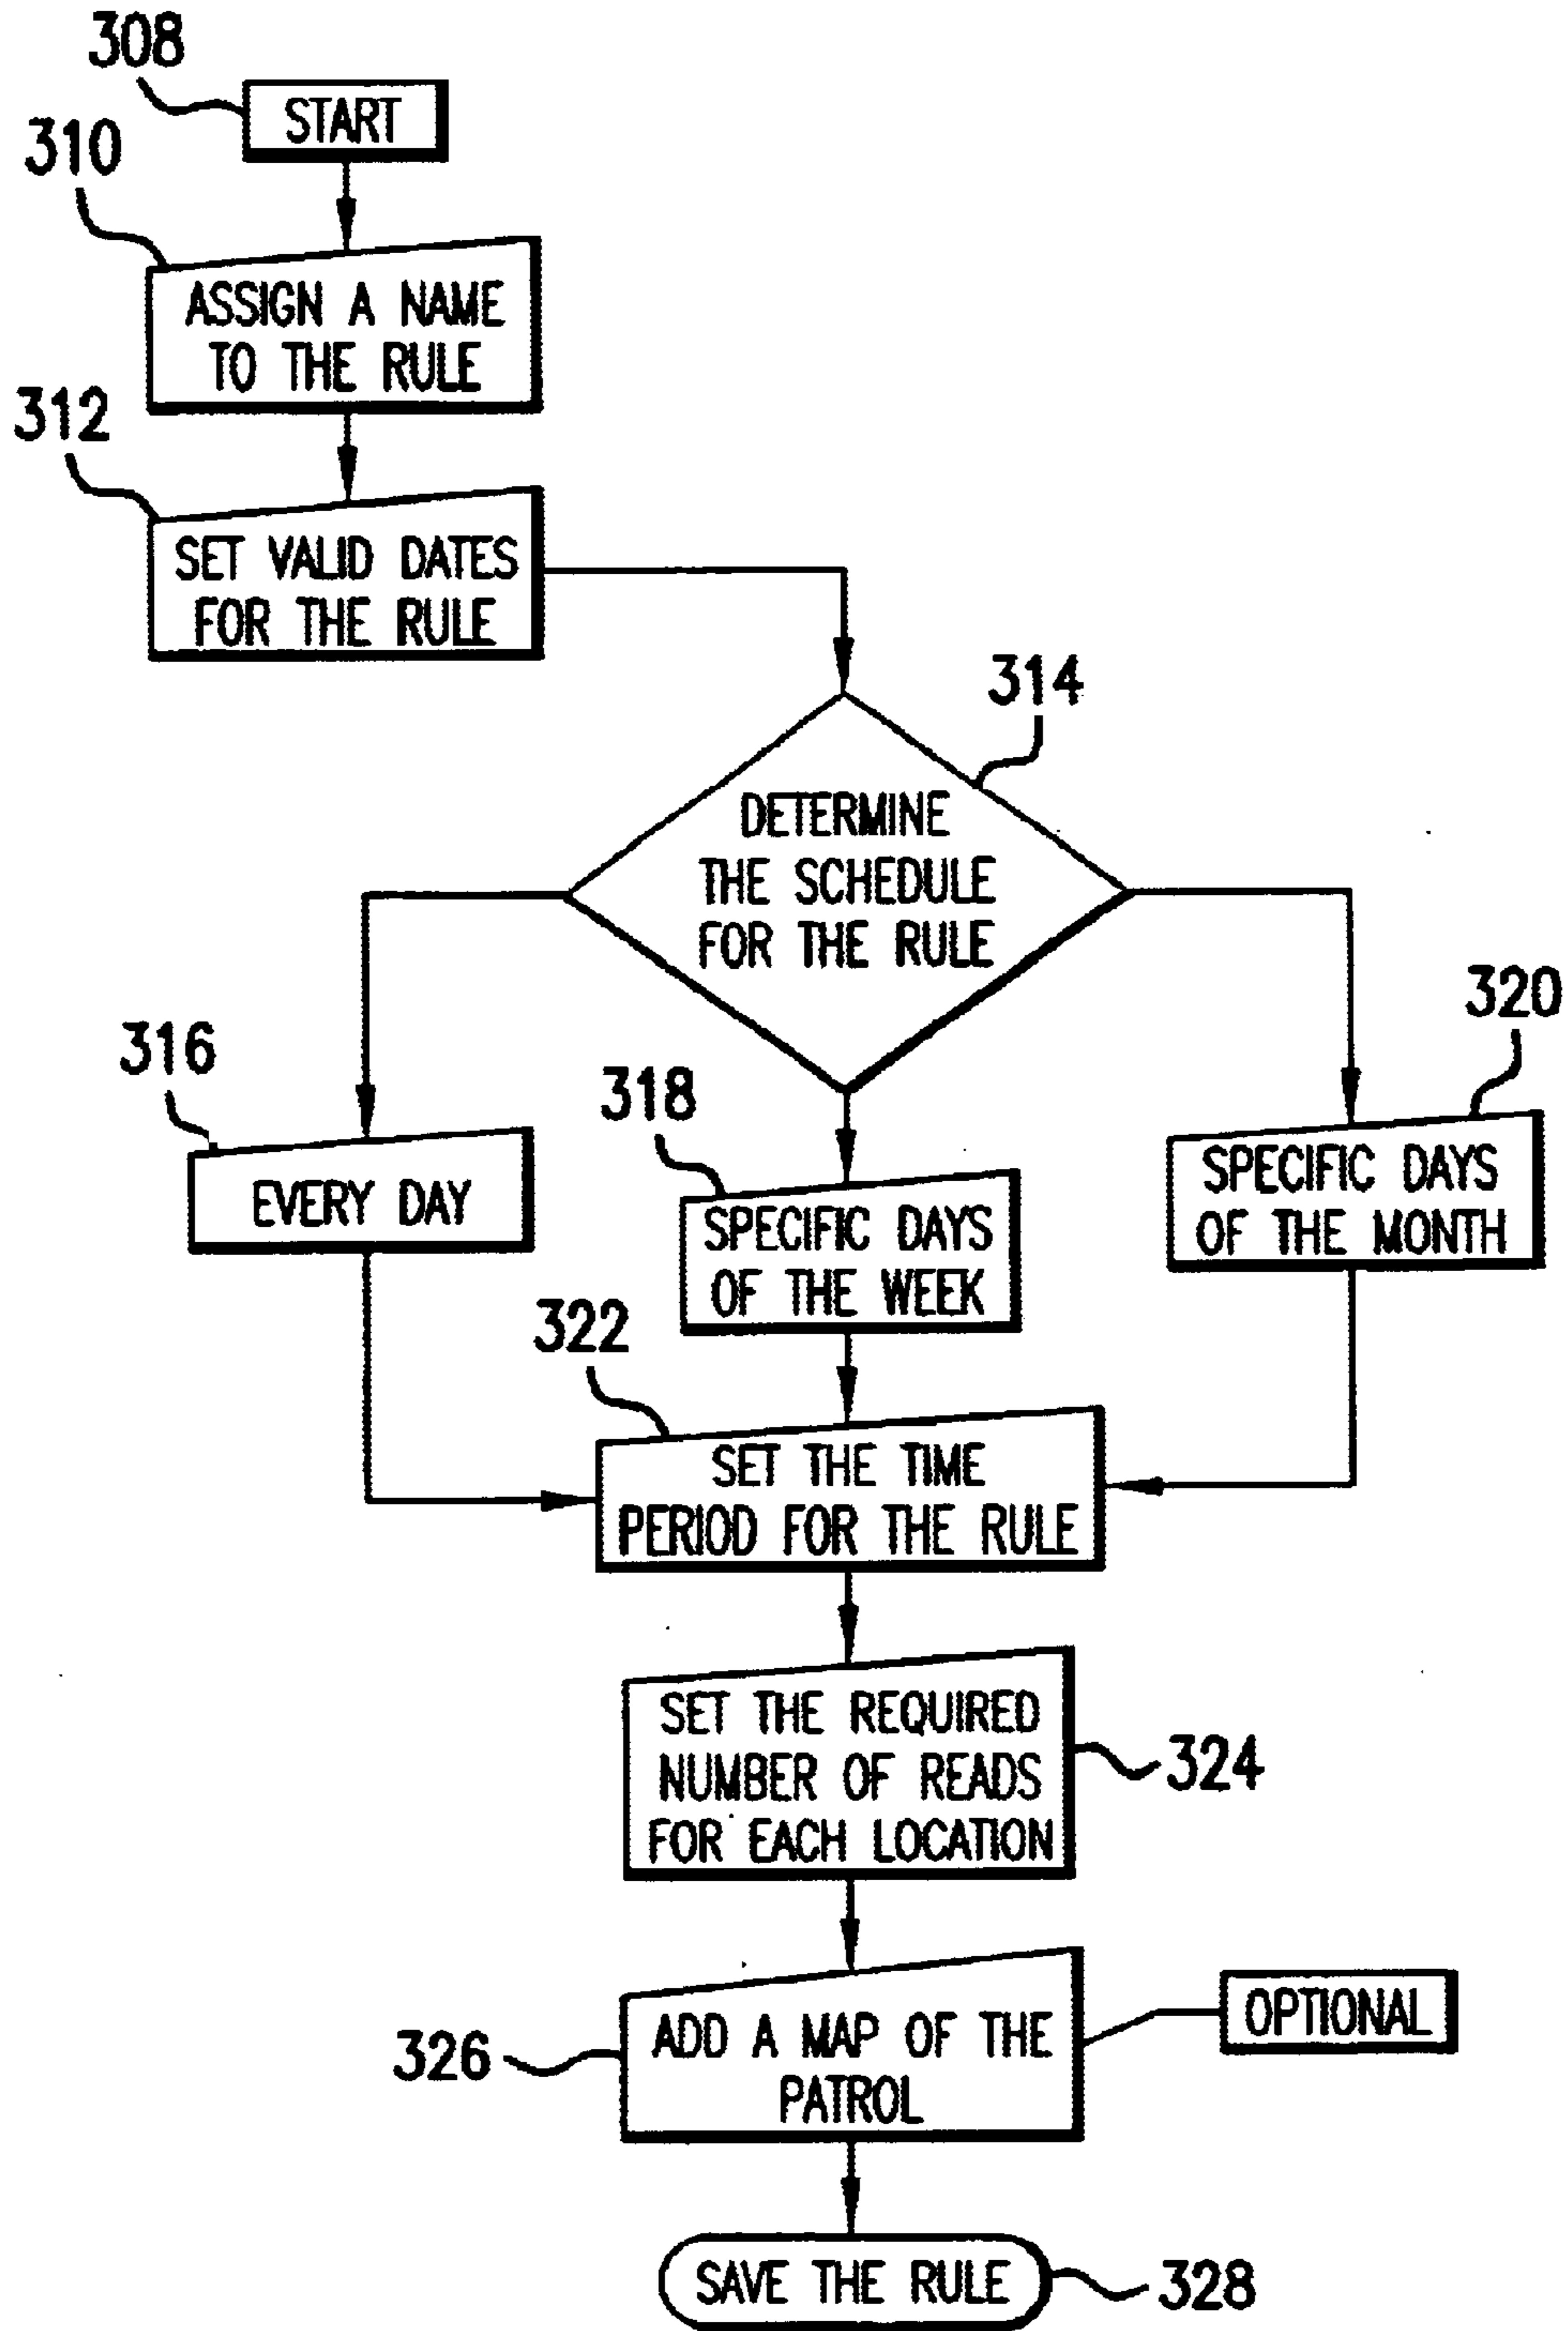 308
START
310
ASSIGN A NAME
TO THE RULE
312
SET VALID DATES
FOR THE RULE
314
DETERMINE
THE SCHEDULE
FOR THE RULE
316
EVERY DAY
318
SPECIFIC DAYS
OF THE WEEK
320
SPECIFIC DAYS
OF THE MONTH
322
SET THE TIME
PERIOD FOR THE RULE
SET THE REQUIRED
NUMBER OF READS
FOR EACH LOCATION
324
326
ADD A MAP OF THE
PATROL
OPTIONAL
SAVE THE RULE
328